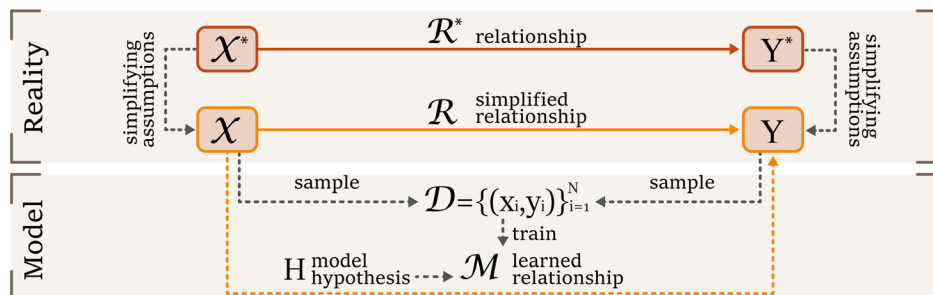 Reality
simplifying
assumptions
𝒳*
ℛ* relationship
Y*
simplifying
assumptions
𝒳
ℛ simplified
relationship
Y
Model
sample
𝒟={(xᵢ,yᵢ)}ᴺᵢ₌₁
sample
train
H model
hypothesis
ℳ learned
relationship